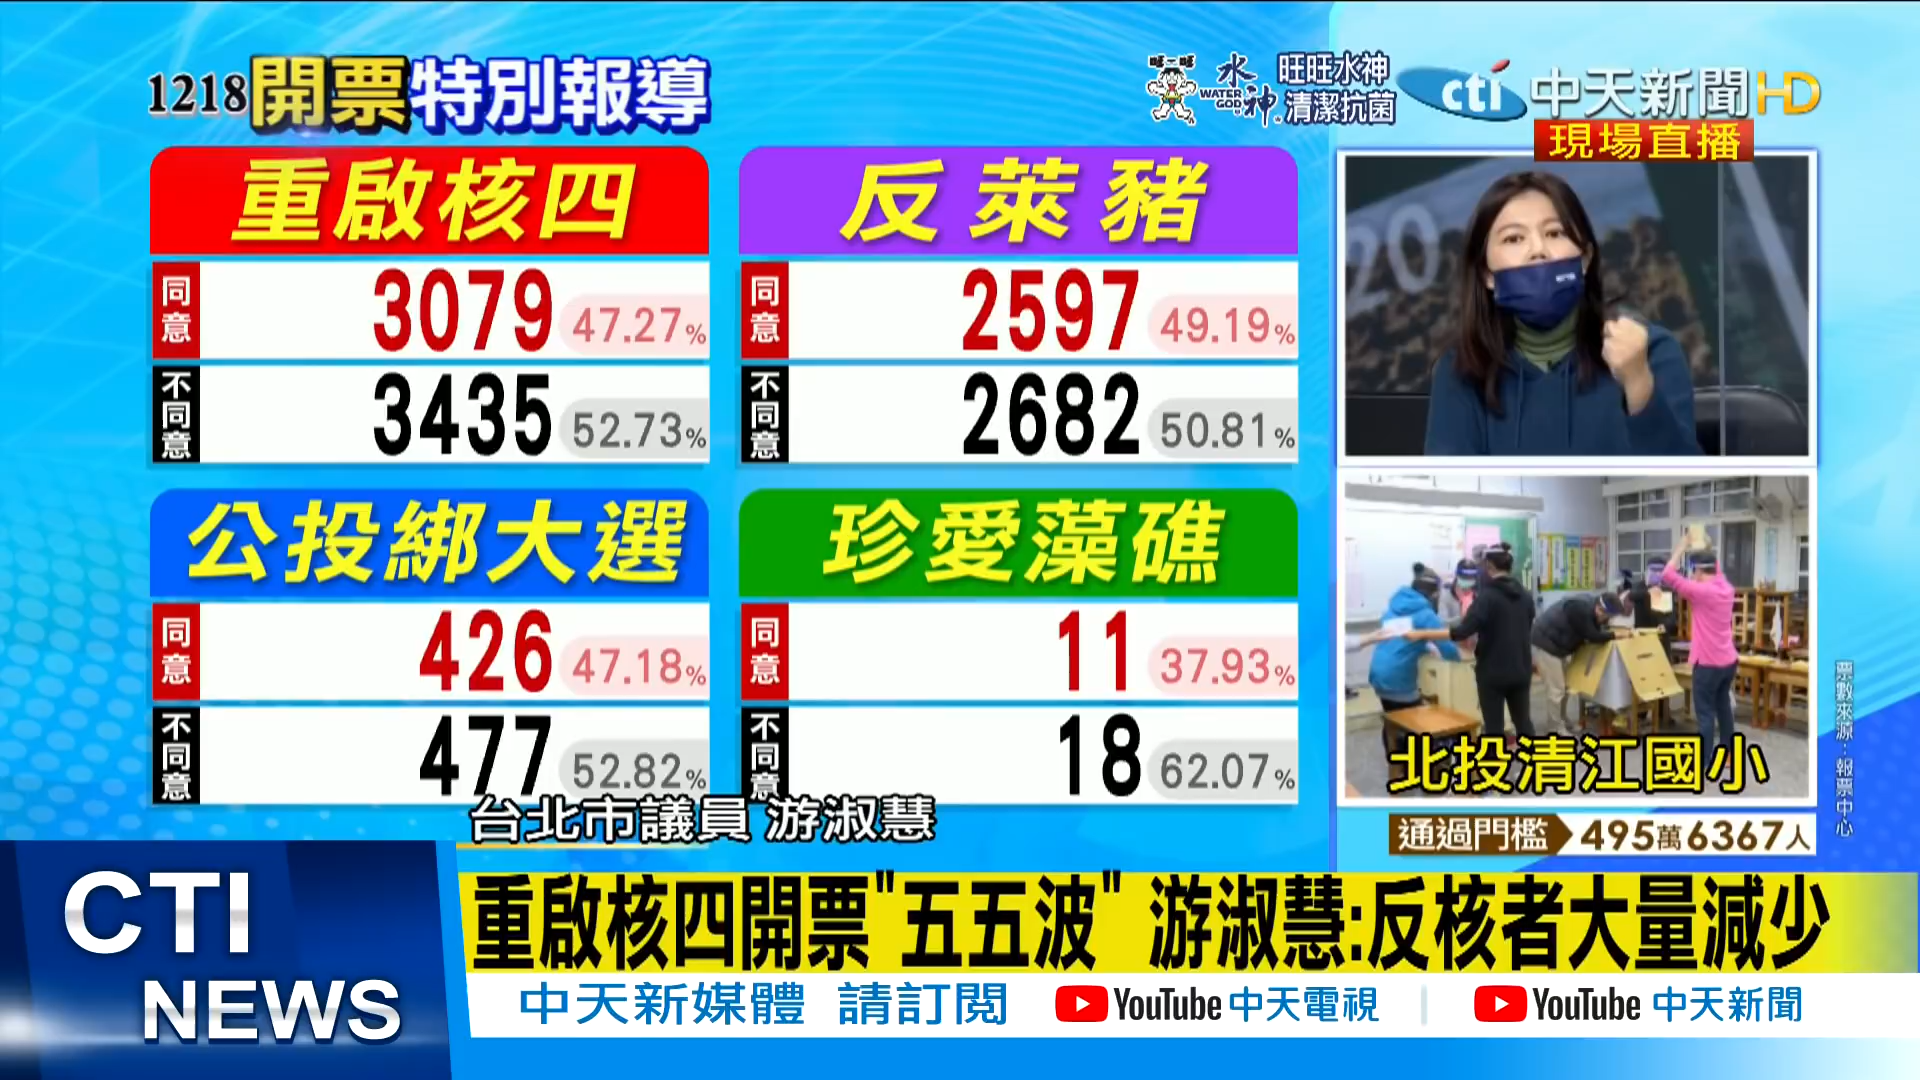 1218開票特別報導
旺旺水神
WATER GOD
水神
清潔抗菌
cti 中天新聞HD
現場直播
重啟核四
同意 3079 47.27%
不同意 3435 52.73%
反萊豬
同意 2597 49.19%
不同意 2682 50.81%
公投綁大選
同意 426 47.18%
不同意 477 52.82%
珍愛藻礁
同意 11 37.93%
不同意 18 62.07%
20
北投清江國小
票數來源:報票中心
通過門檻 495萬6367人
台北市議員 游淑慧
CTI NEWS
重啟核四開票"五五波" 游淑慧:反核者大量減少
中天新媒體 請訂閱 YouTube 中天電視 | YouTube 中天新聞